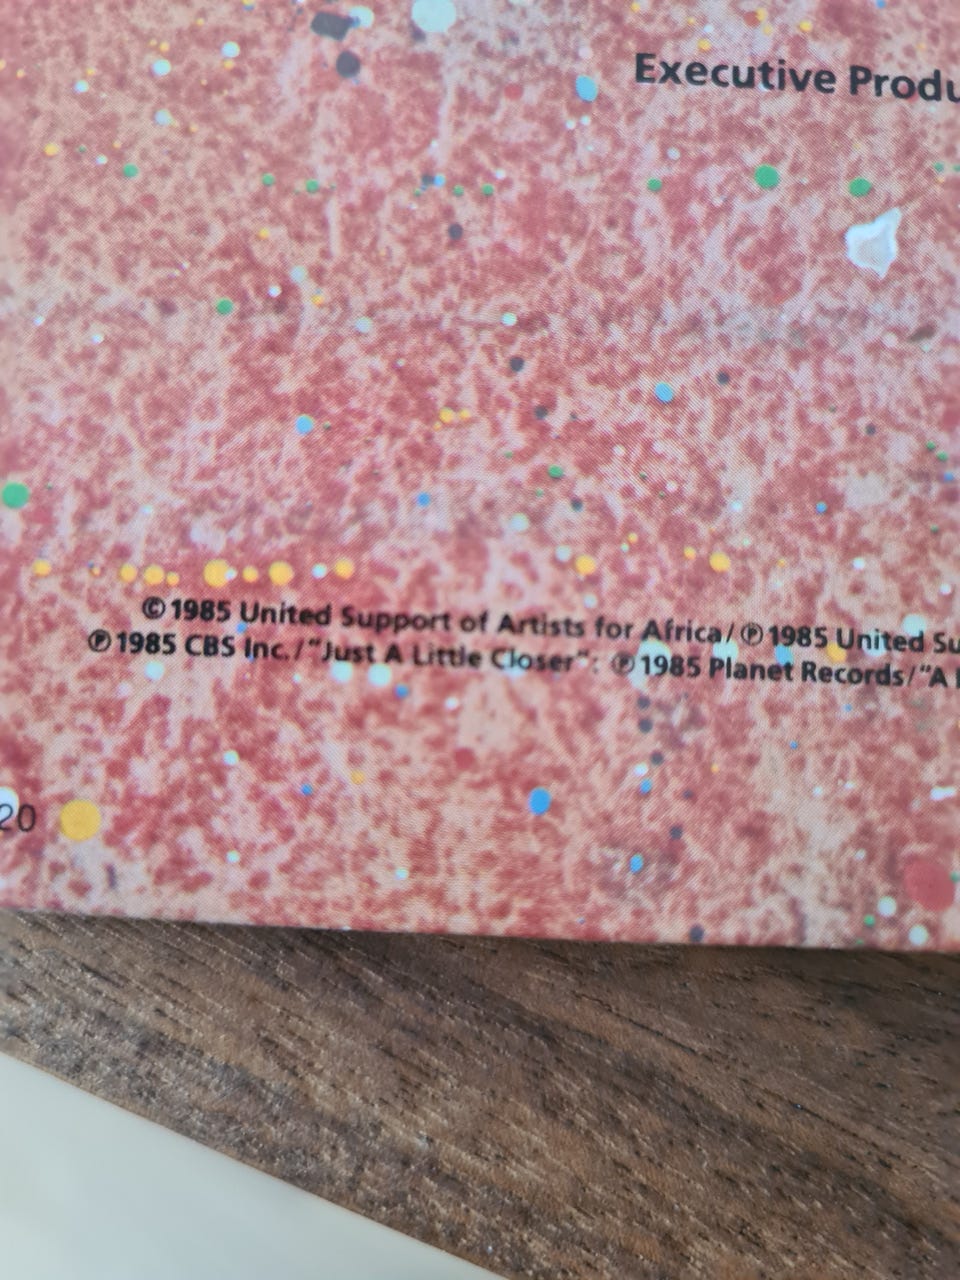 Executive Produ
© 1985 United Support of Artists for Africa/℗ 1985 United Su
℗ 1985 CBS Inc./"Just A Little Closer": ℗ 1985 Planet Records/"A
20